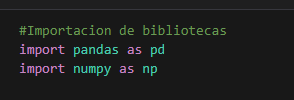 #Importacion de bibliotecas
import pandas as pd
import numpy as np